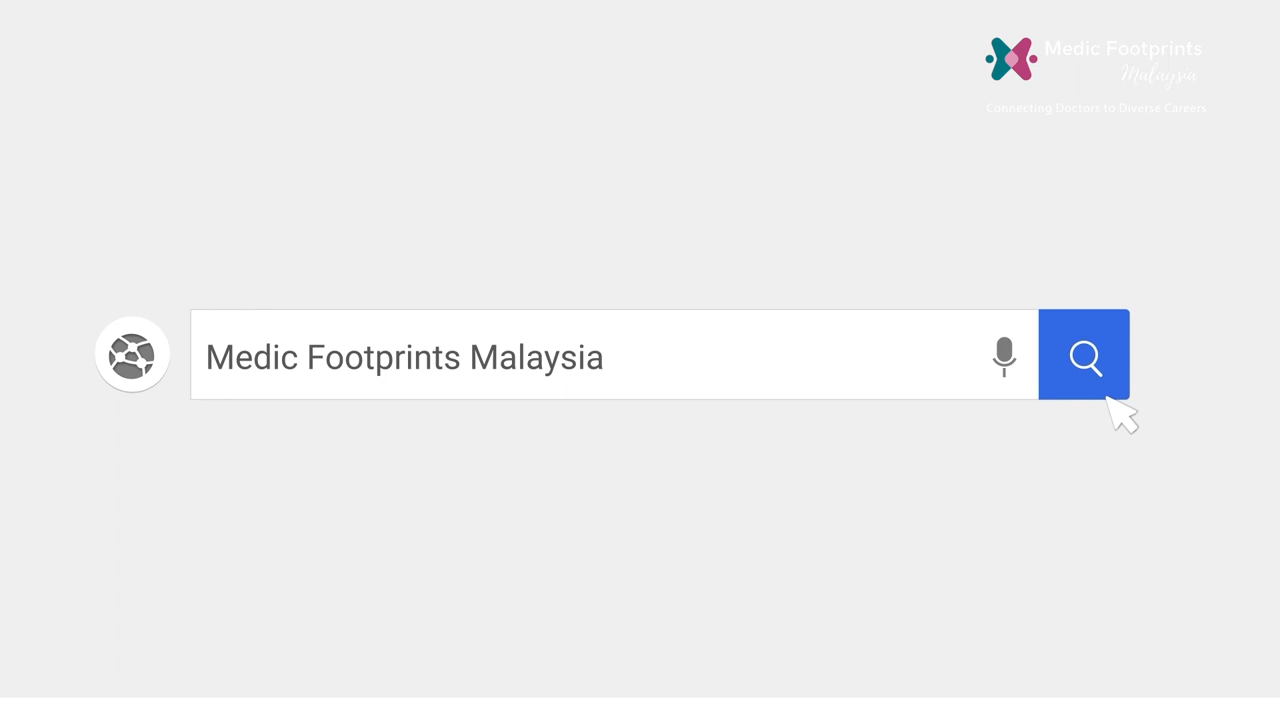 Medic Footprints
Malaysia
Connecting Doctors to Diverse Careers
Medic Footprints Malaysia